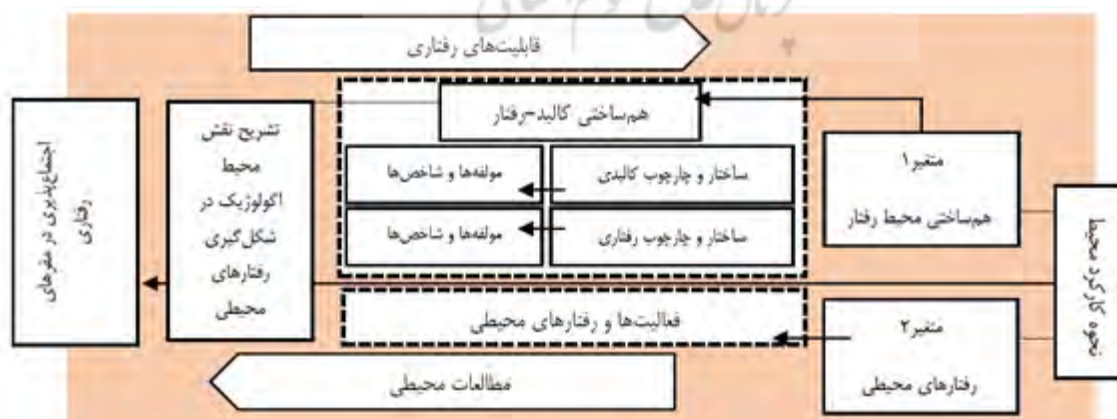 قابلیت‌های رفتاری
نحوه کارکرد محیط
متغیر۱
هم‌ساختی محیط رفتار
متغیر۲
رفتارهای محیطی
هم‌ساختی کالبد-رفتار
ساختار و چارچوب کالبدی
مولفه‌ها و شاخص‌ها
ساختار و چارچوب رفتاری
مولفه‌ها و شاخص‌ها
فعالیت‌ها و رفتارهای محیطی
تشریح نقش
محیط
اکولوژیک در
شکل‌گیری
رفتارهای
محیطی
اجتماع‌پذیری در مقرهای
رفتاری
مطالعات محیطی